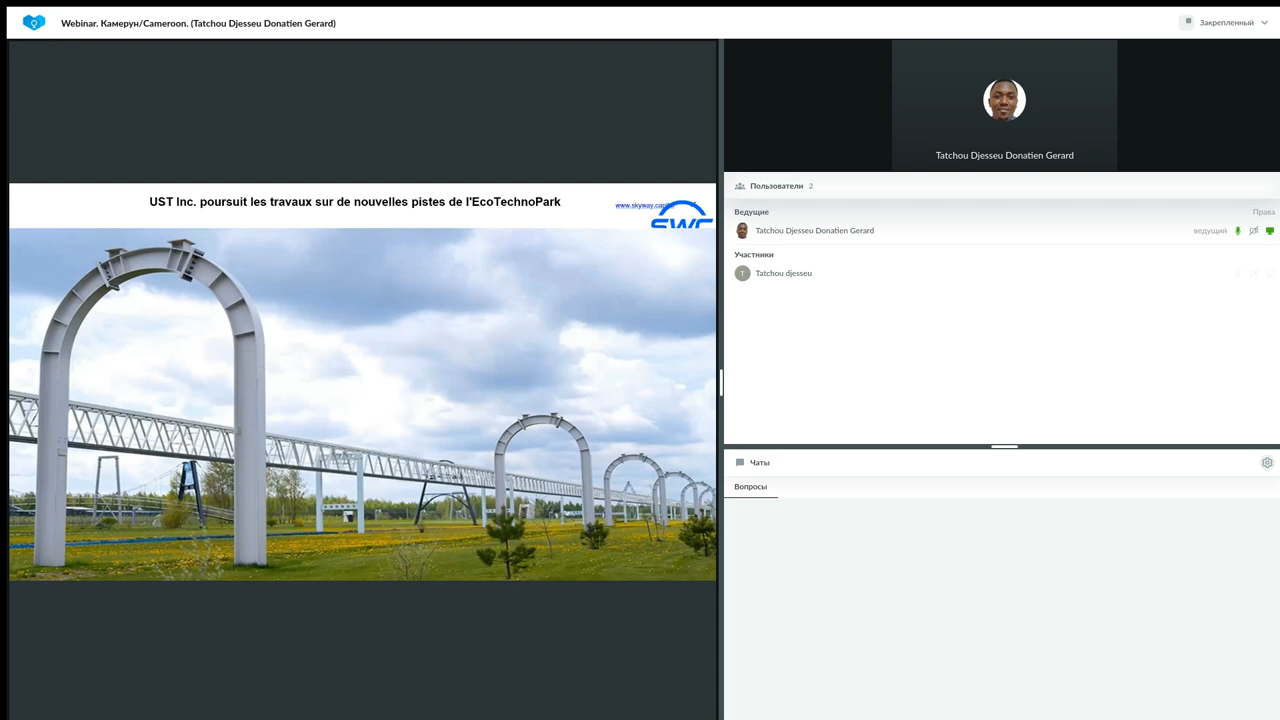 Webinar. Камерун/Cameroon. (Tatchou Djesseu Donatien Gerard)
Закрепленный
UST Inc. poursuit les travaux sur de nouvelles pistes de l'EcoTechnoPark
SWC
Tatchou Djesseu Donatien Gerard
Пользователи 2
Ведущие Права
Tatchou Djesseu Donatien Gerard ведущий
Участники
T Tatchou djesseu
Чаты
Вопросы